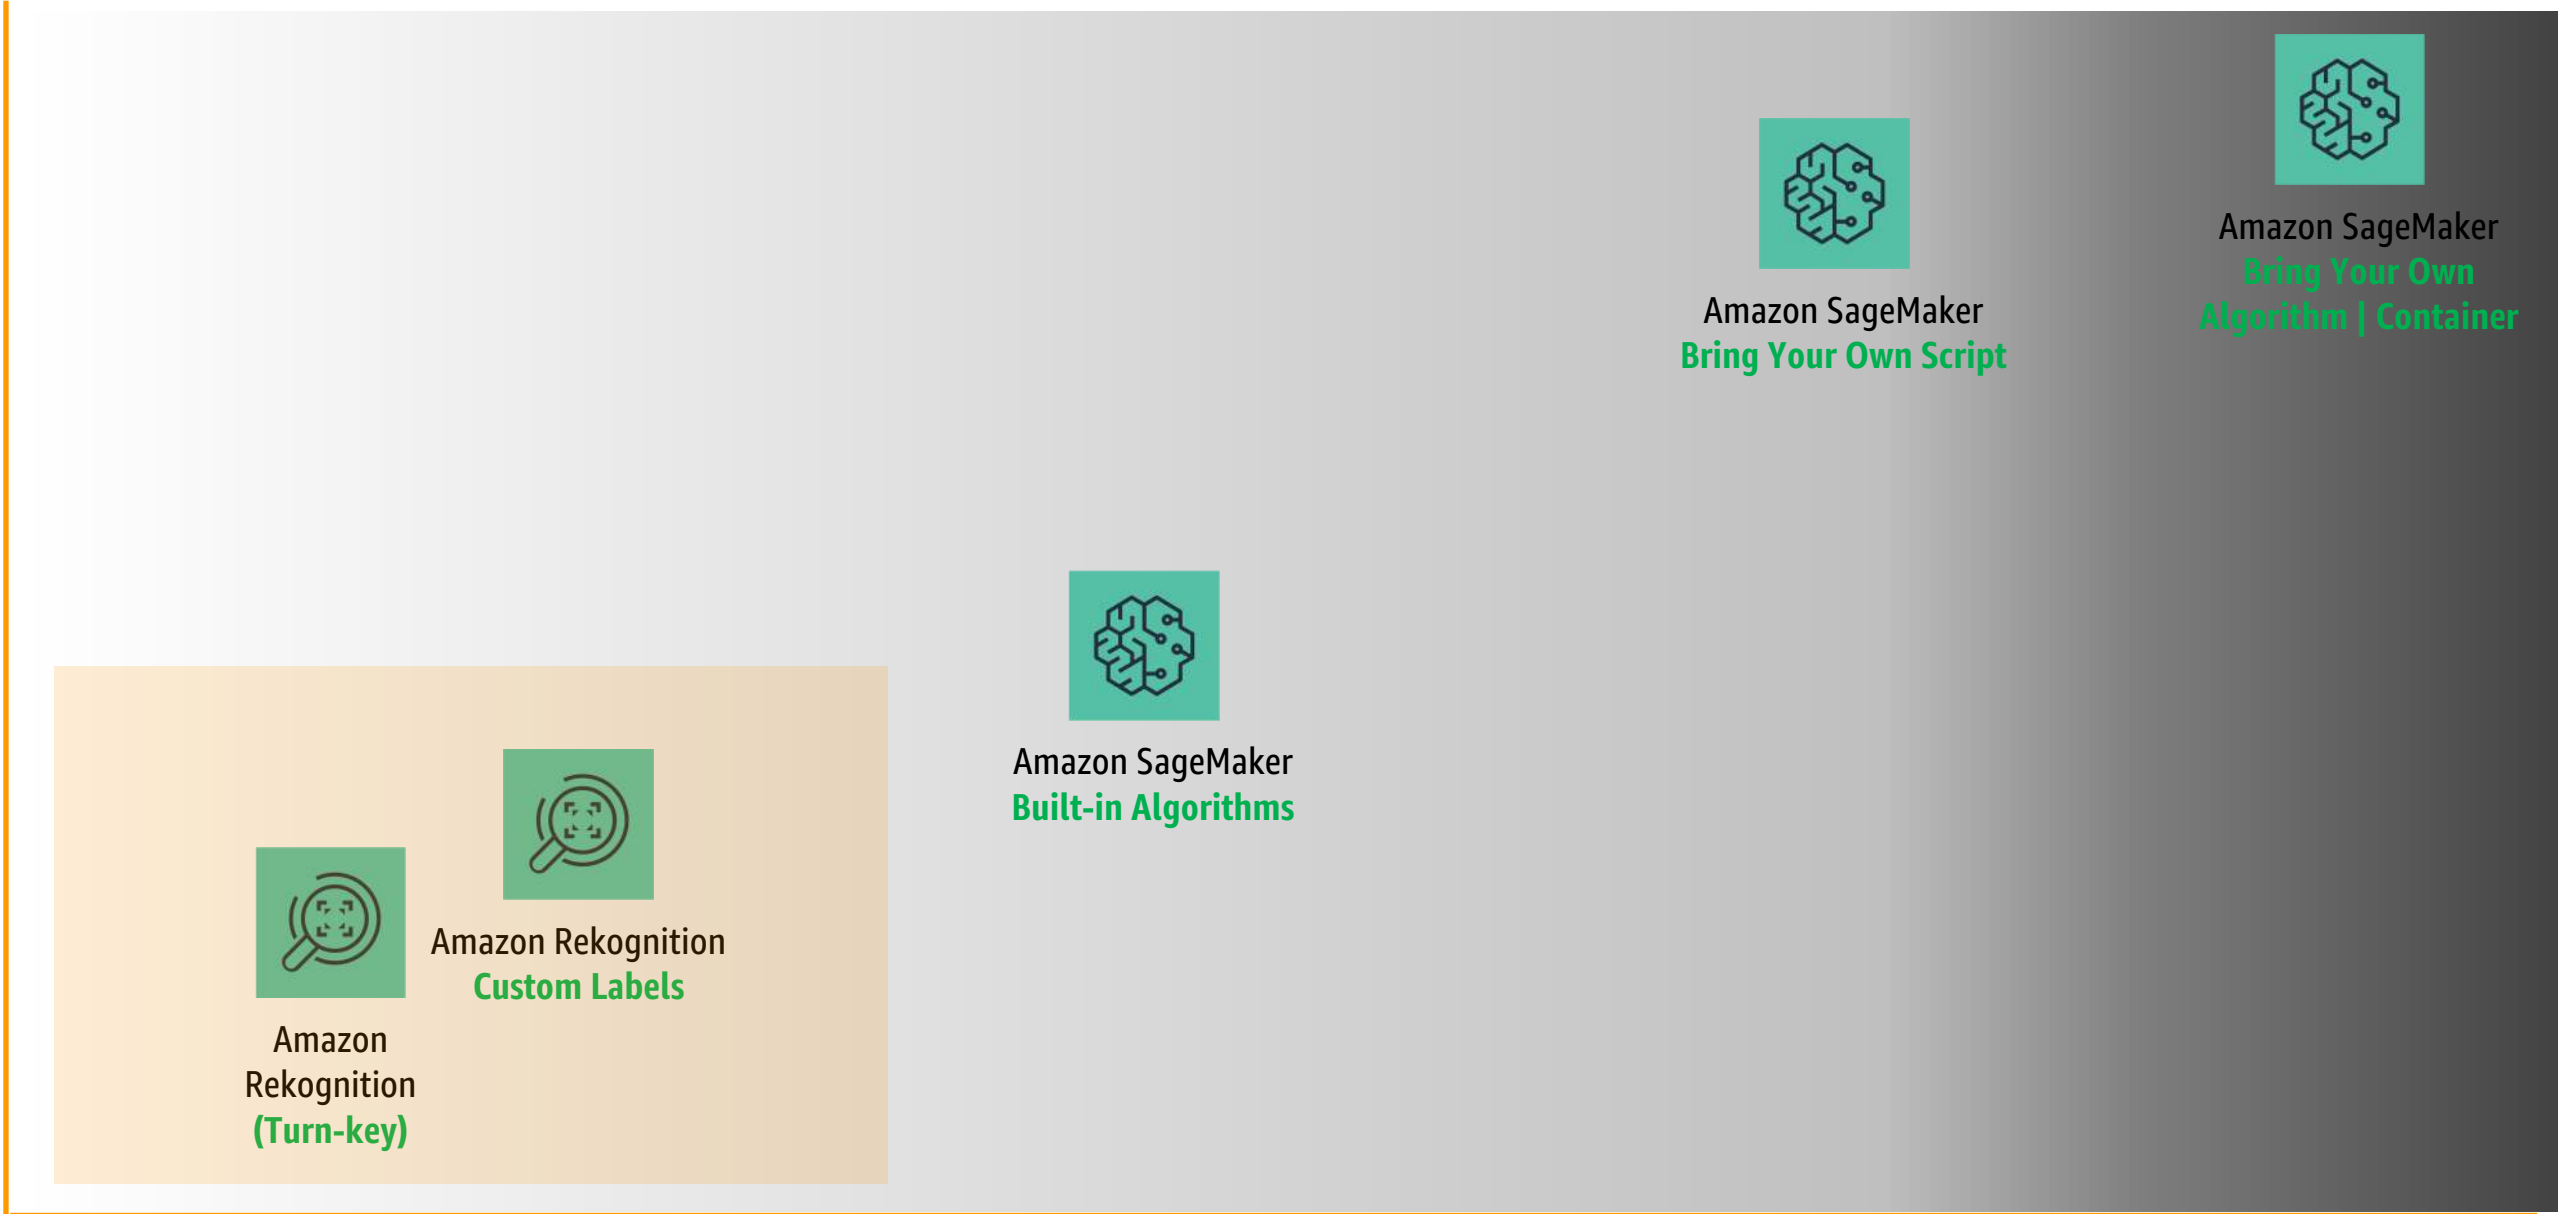 Amazon SageMaker
Bring Your Own
Algorithm | Container
Amazon SageMaker
Bring Your Own Script
Amazon SageMaker
Built-in Algorithms
Amazon Rekognition
Custom Labels
Amazon
Rekognition
(Turn-key)